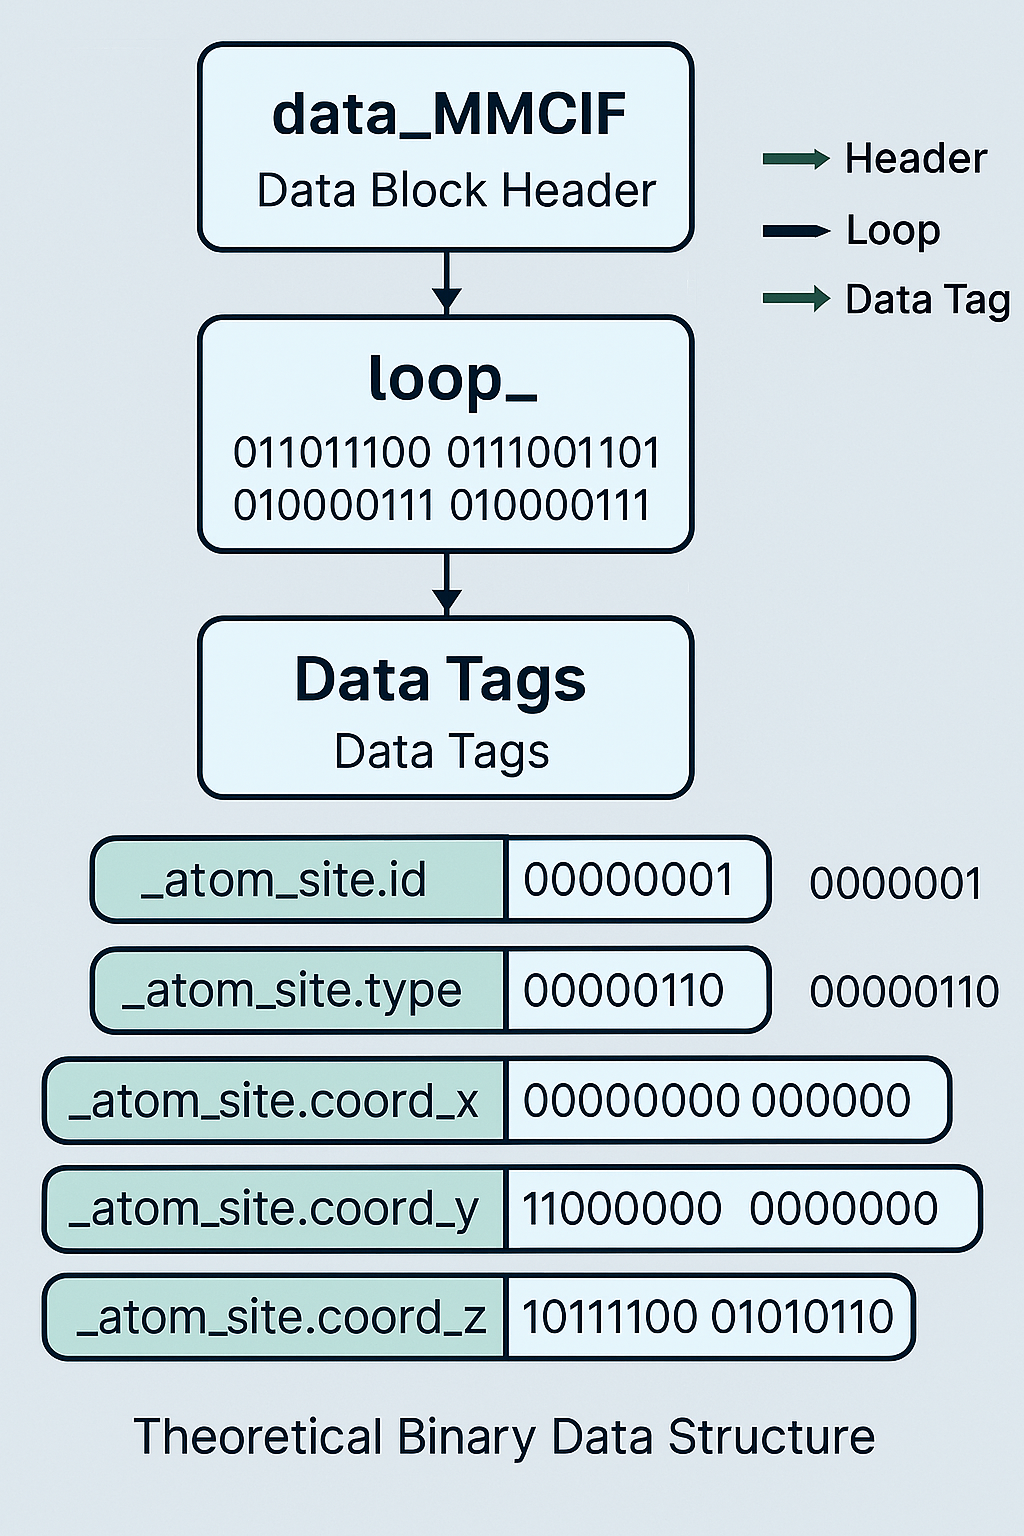 data_MMCIF
Data Block Header
Header
Loop
Data Tag
loop_
011011100 0111001101
010000111 010000111
Data Tags
Data Tags
_atom_site.id 00000001 0000001
_atom_site.type 00000110 00000110
_atom_site.coord_x 00000000 000000
_atom_site.coord_y 11000000 0000000
_atom_site.coord_z 10111100 01010110
Theoretical Binary Data Structure